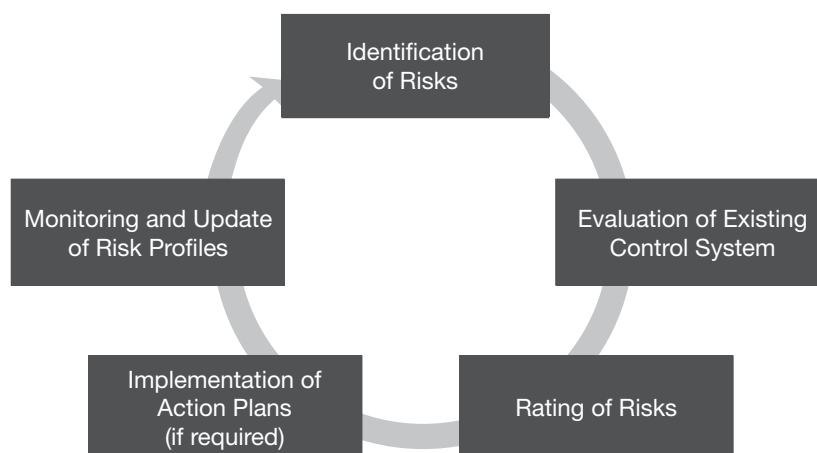 Identification
of Risks
Evaluation of Existing
Control System
Rating of Risks
Implementation of
Action Plans
(if required)
Monitoring and Update
of Risk Profiles